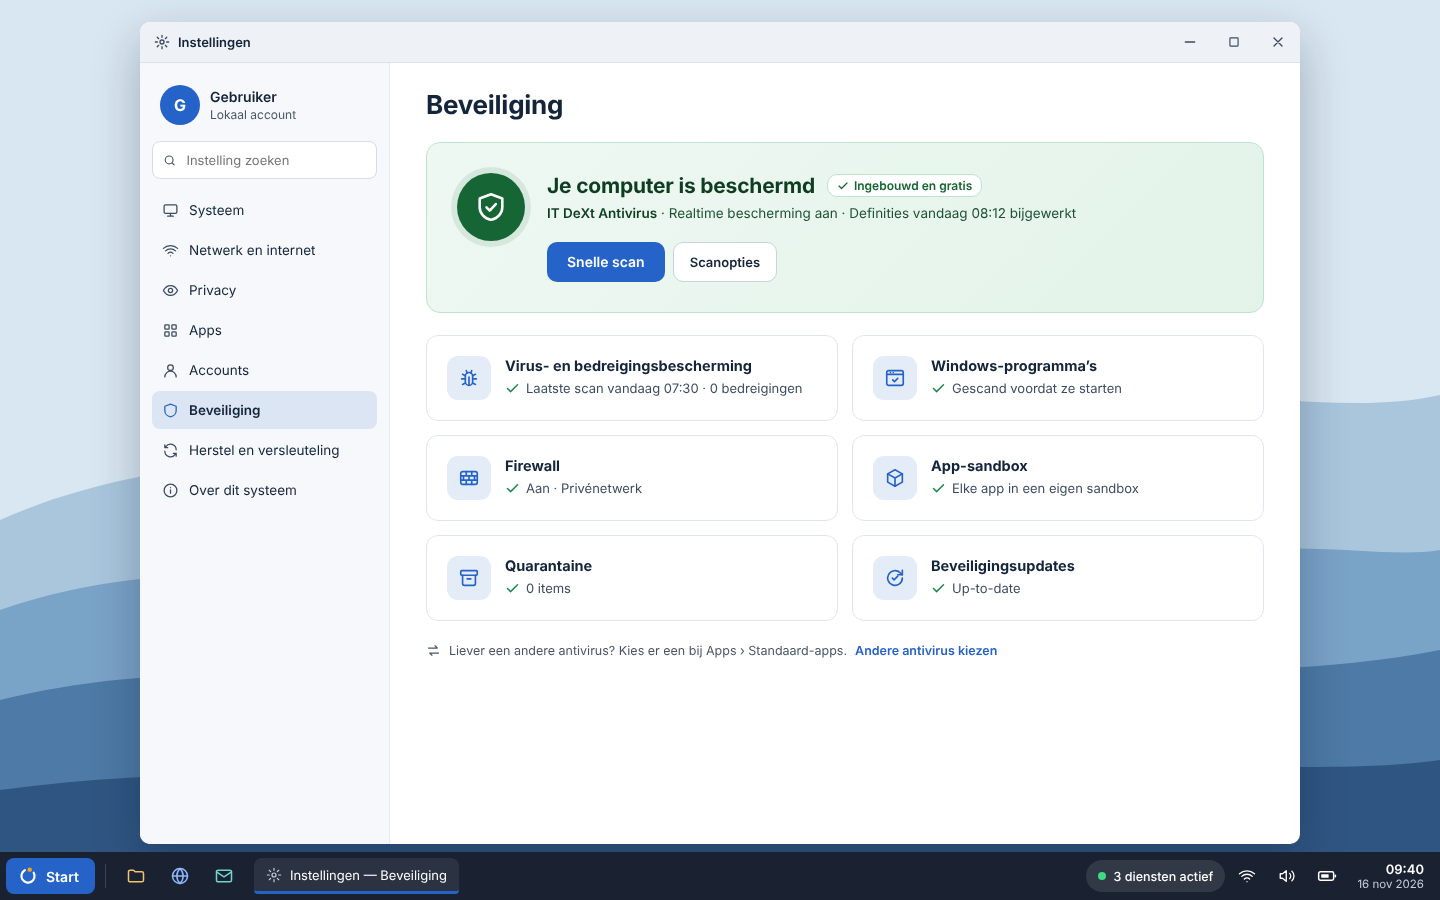 Instellingen
G
Gebruiker
Lokaal account
Instelling zoeken
Systeem
Netwerk en internet
Privacy
Apps
Accounts
Beveiliging
Herstel en versleuteling
Over dit systeem
Beveiliging
Je computer is beschermd
Ingebouwd en gratis
IT DeXt Antivirus · Realtime bescherming aan · Definities vandaag 08:12 bijgewerkt
Snelle scan
Scanopties
Virus- en bedreigingsbescherming
Laatste scan vandaag 07:30 · 0 bedreigingen
Windows-programma’s
Gescand voordat ze starten
Firewall
Aan · Privénetwerk
App-sandbox
Elke app in een eigen sandbox
Quarantaine
0 items
Beveiligingsupdates
Up-to-date
Liever een andere antivirus? Kies er een bij Apps › Standaard-apps. Andere antivirus kiezen
Start
Instellingen — Beveiliging
3 diensten actief
09:40
16 nov 2026